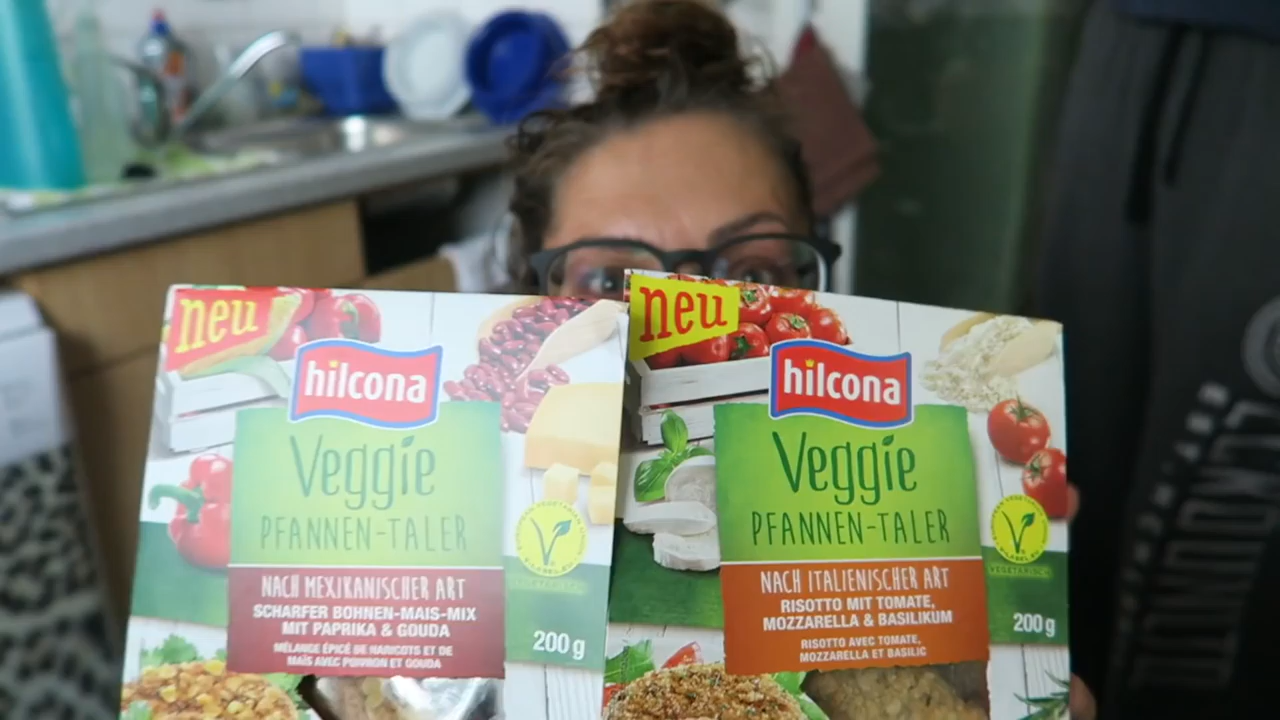 neu
hilcona
Veggie
PFANNEN-TALER
NACH MEXIKANISCHER ART
SCHARFER BOHNEN-MAIS-MIX
MIT PAPRIKA & GOUDA
MÉLANGE ÉPICÉ DE HARICOTS ET DE
MAÏS AVEC POIVRON ET GOUDA
VEGETARISCH
200 g
neu
hilcona
Veggie
PFANNEN-TALER
NACH ITALIENISCHER ART
RISOTTO MIT TOMATE,
MOZZARELLA & BASILIKUM
RISOTTO AVEC TOMATE,
MOZZARELLA ET BASILIC
VEGETARISCH
200 g